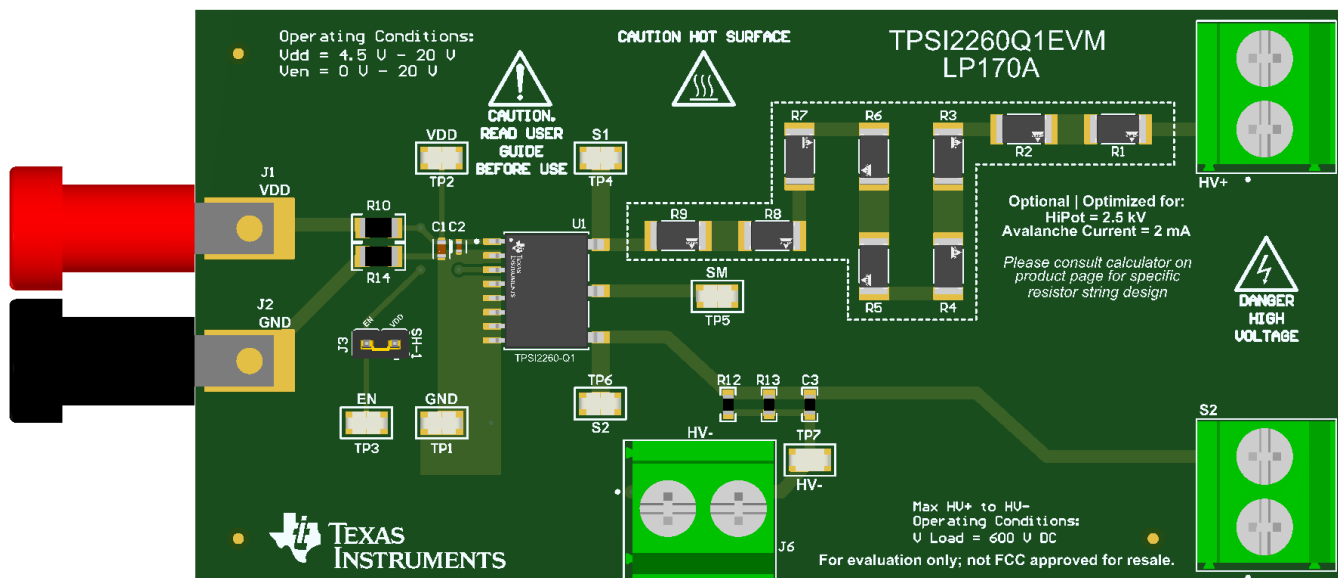 Operating Conditions:
Vdd = 4.5 V - 20 V
Ven = 0 V - 20 V
CAUTION.
READ USER
GUIDE
BEFORE USE
CAUTION HOT SURFACE
TPSI2260Q1EVM
LP170A
J1
VDD
R10
R14
J2
GND
VDD
TP2
C1
C2
S1
TP4
U1
TEXAS
INSTRUMENTS
TPSI2260-Q1
R9
R8
R7
R6
R3
R2
R1
R5
R4
HV+
Optional | Optimized for:
HiPot = 2.5 kV
Avalanche Current = 2 mA
Please consult calculator on
product page for specific
resistor string design
DANGER
HIGH
VOLTAGE
SM
TP5
J3
EN
VDD
SH-1
EN
TP3
GND
TP1
TP6
S2
R12
R13
C3
TP7
HV-
HV-
J6
S2
Max HV+ to HV-
Operating Conditions:
V Load = 600 V DC
For evaluation only; not FCC approved for resale.
TEXAS
INSTRUMENTS